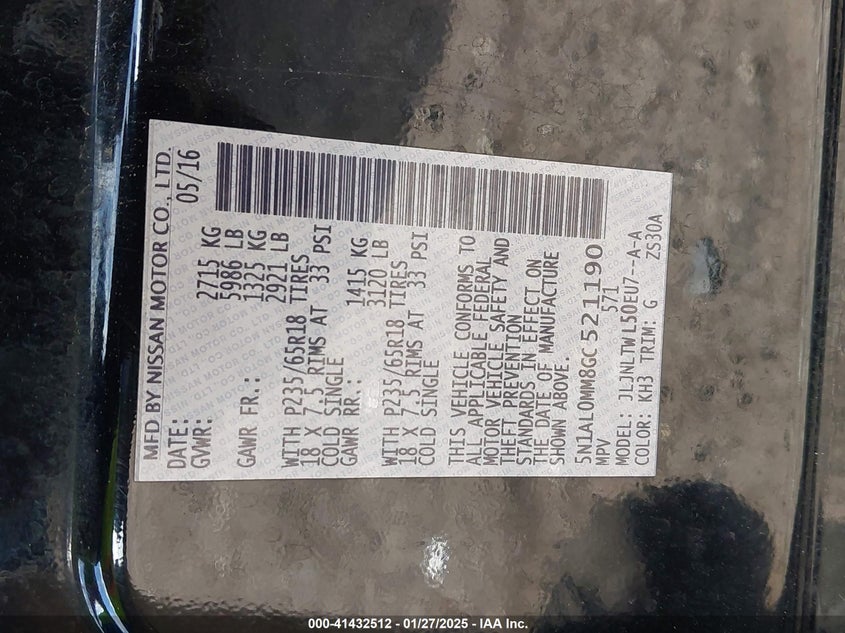 MFD BY NISSAN MOTOR CO., LTD.
DATE: 05/16
GVWR: 2715 KG
5986 LB
GAWR FR.: 1325 KG
2921 LB
WITH P235/65R18 TIRES
18 X 7.5 RIMS AT 33 PSI
COLD SINGLE
GAWR RR.: 1415 KG
3120 LB
WITH P235/65R18 TIRES
18 X 7.5 RIMS AT 33 PSI
COLD SINGLE
THIS VEHICLE CONFORMS TO
ALL APPLICABLE FEDERAL
MOTOR VEHICLE SAFETY AND
THEFT PREVENTION
STANDARDS IN EFFECT ON
THE DATE OF MANUFACTURE
SHOWN ABOVE.
5N1AL0MM8GC521190
MPV 571
MODEL: JLJNLTWL50EU7--A-A
COLOR: KH3 TRIM: G ZS30A
000-41432512 - 01/27/2025 - IAA Inc.